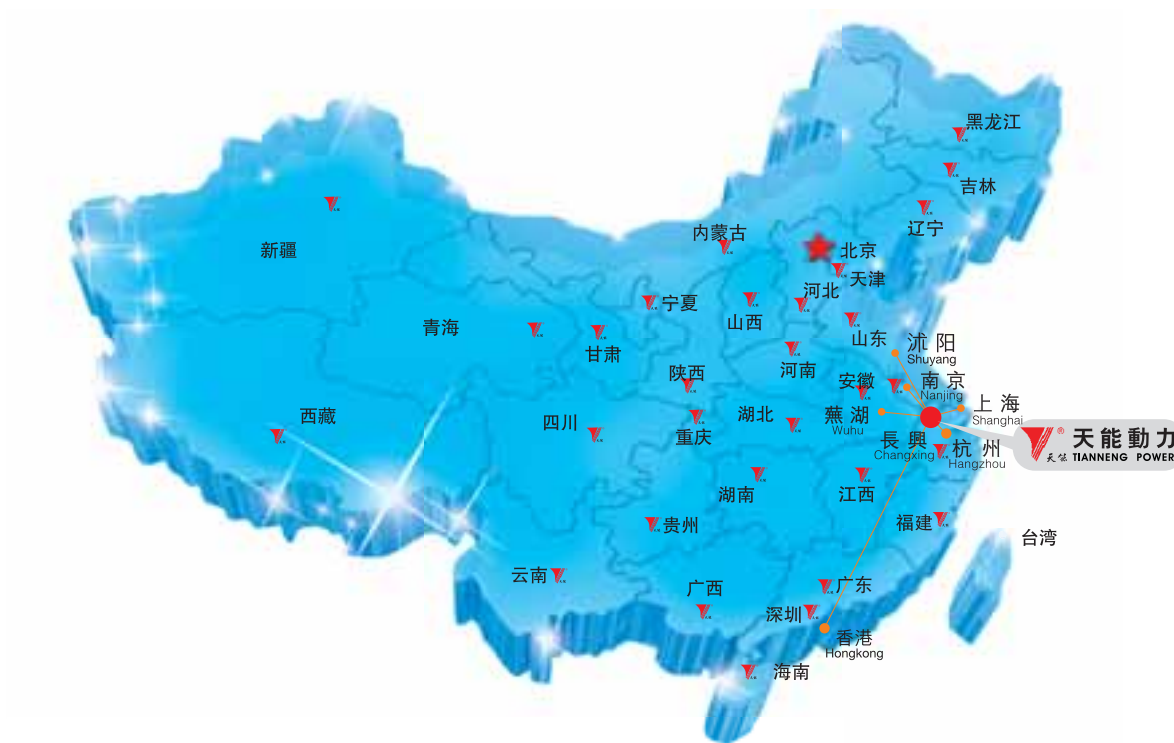 黑龙江
吉林
辽宁
内蒙古
北京
天津
新疆
河北
宁夏
山西
青海
甘肃
山东
沭阳
Shuyang
河南
陕西
安徽
南京
Nanjing
上海
Shanghai
西藏
四川
重庆
湖北
蕪湖
Wuhu
長興
Changxing
杭州
Hangzhou
®
天能
天能動力
TIANNENG POWER
湖南
江西
贵州
福建
台湾
云南
广西
广东
深圳
香港
Hongkong
海南